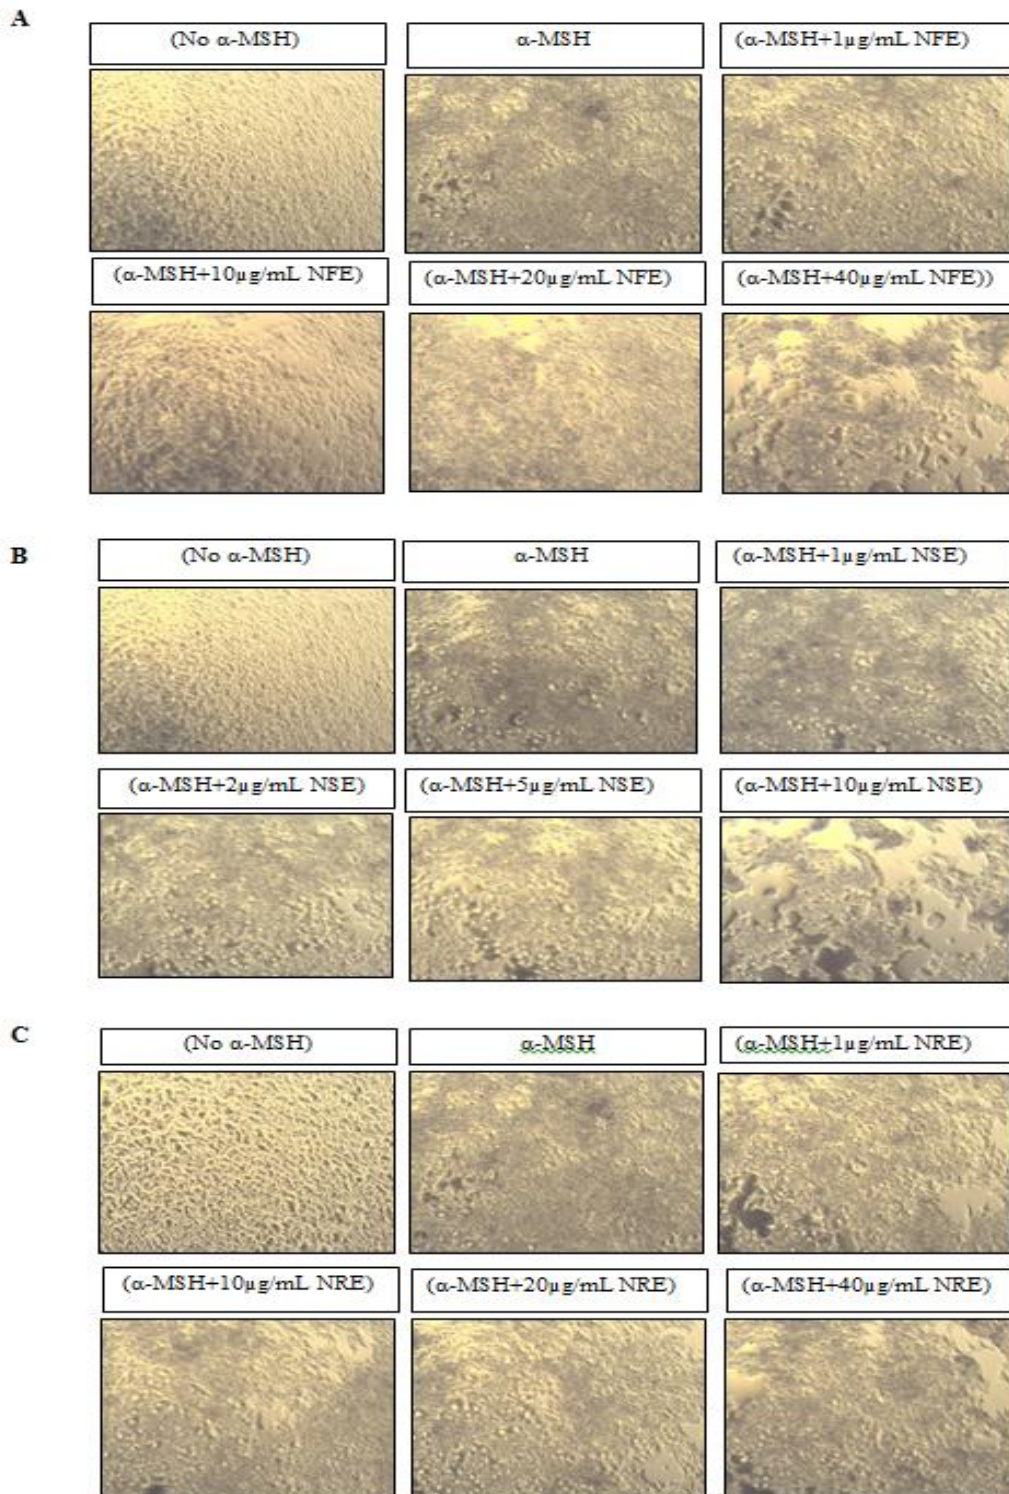 A
(No α-MSH)
α-MSH
(α-MSH+1µg/mL NFE)
(α-MSH+10µg/mL NFE)
(α-MSH+20µg/mL NFE)
(α-MSH+40µg/mL NFE))
B
(No α-MSH)
α-MSH
(α-MSH+1µg/mL NSE)
(α-MSH+2µg/mL NSE)
(α-MSH+5µg/mL NSE)
(α-MSH+10µg/mL NSE)
C
(No α-MSH)
α-MSH
(α-MSH+1µg/mL NRE)
(α-MSH+10µg/mL NRE)
(α-MSH+20µg/mL NRE)
(α-MSH+40µg/mL NRE)